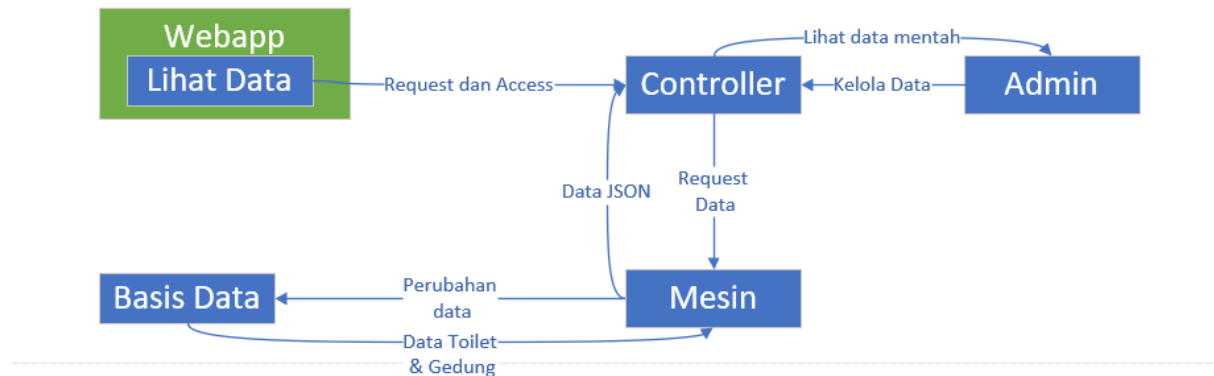 Webapp
Lihat Data
Request dan Access
Controller
Lihat data mentah
Kelola Data
Admin
Data JSON
Request
Data
Basis Data
Perubahan
data
Mesin
Data Toilet
& Gedung